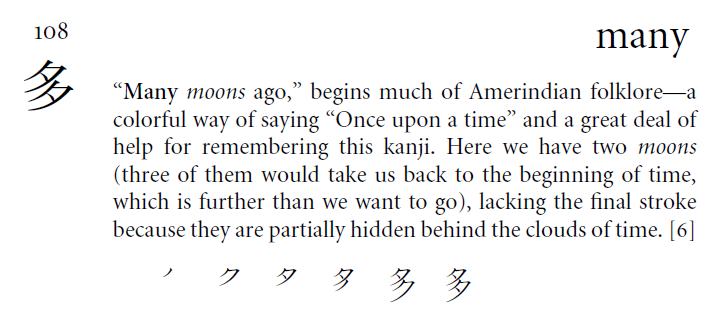 108
many
多
“Many moons ago,” begins much of Amerindian folklore—a
colorful way of saying “Once upon a time” and a great deal of
help for remembering this kanji. Here we have two moons
(three of them would take us back to the beginning of time,
which is further than we want to go), lacking the final stroke
because they are partially hidden behind the clouds of time. [6]
㇒ ク タ 多 多 多